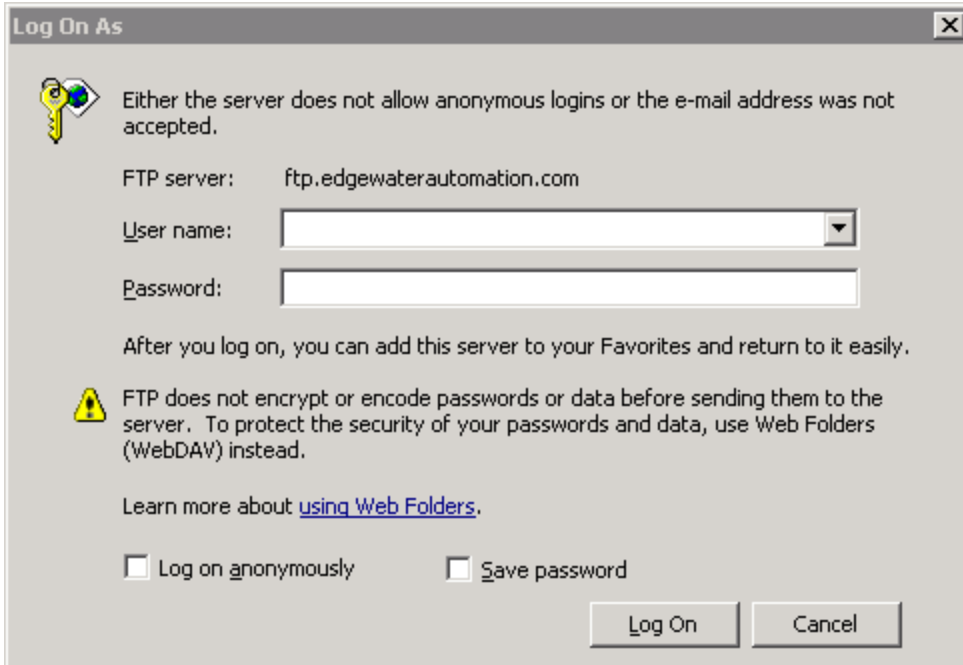 Log On As
Either the server does not allow anonymous logins or the e-mail address was not
accepted.
FTP server: ftp.edgewaterautomation.com
User name:
Password:
After you log on, you can add this server to your Favorites and return to it easily.
FTP does not encrypt or encode passwords or data before sending them to the
server. To protect the security of your passwords and data, use Web Folders
(WebDAV) instead.
Learn more about using Web Folders.
Log on anonymously Save password
Log On Cancel